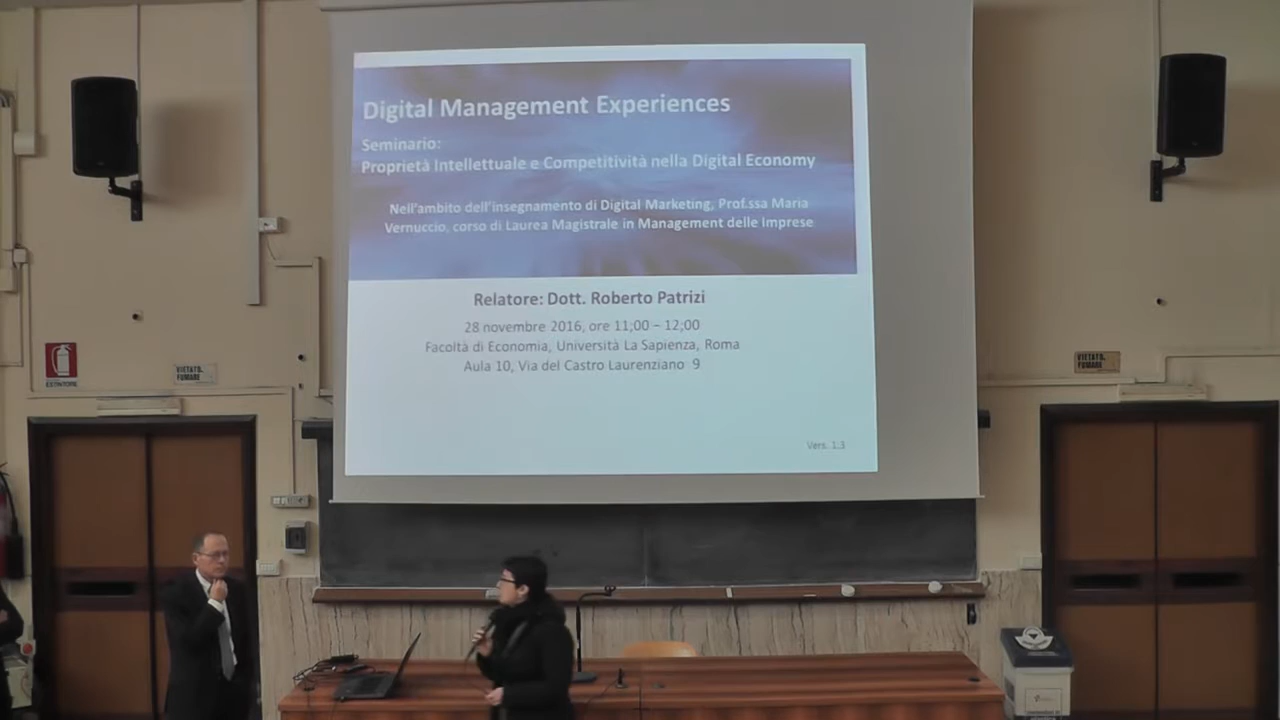 Digital Management Experiences
Seminario:
Proprietà Intellettuale e Competitività nella Digital Economy
Nell'ambito dell'insegnamento di Digital Marketing, Prof.ssa Maria
Vernuccio, corso di Laurea Magistrale in Management delle Imprese
Relatore: Dott. Roberto Patrizi
28 novembre 2016, ore 11;00 – 12;00
Facoltà di Economia, Università La Sapienza, Roma
Aula 10, Via del Castro Laurenziano 9
Vers. 1.3
ESTINTORE
VIETATO
FUMARE
VIETATO
FUMARE